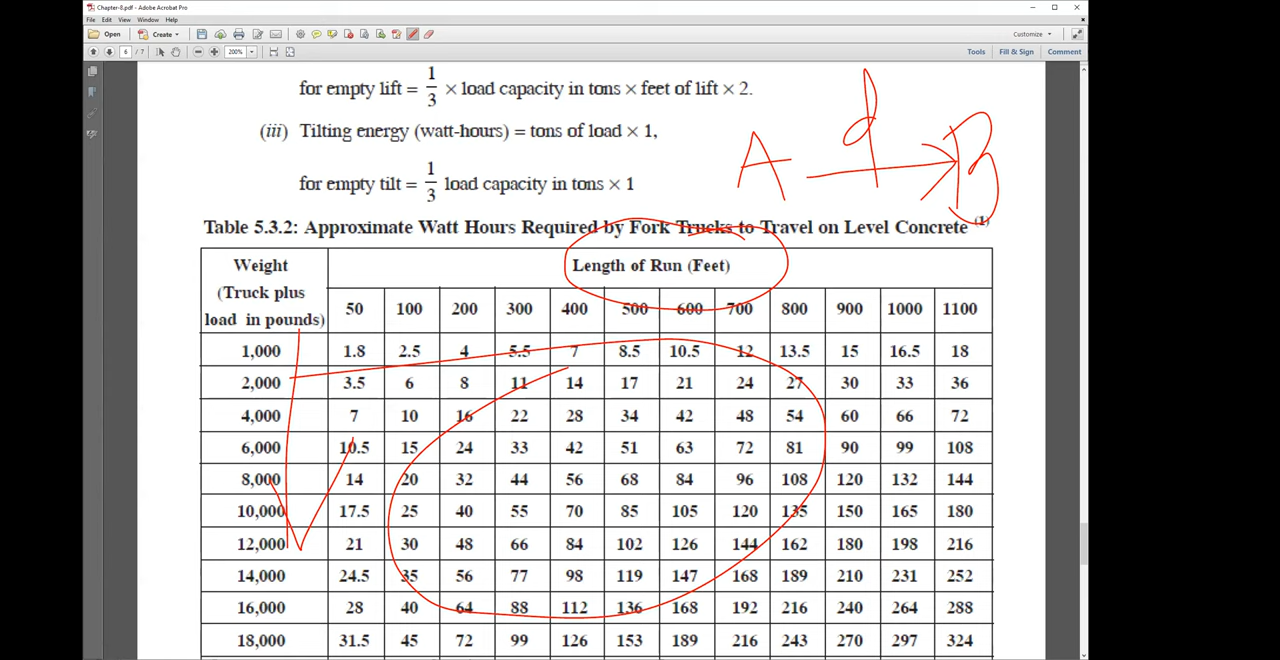 Chapter-8.pdf - Adobe Acrobat Pro
File Edit View Window Help
Open Create Customize
6 / 7 200% Tools Fill & Sign Comment
for empty lift = 1/3 × load capacity in tons × feet of lift × 2.
(iii) Tilting energy (watt-hours) = tons of load × 1,
for empty tilt = 1/3 load capacity in tons × 1
A d B
Table 5.3.2: Approximate Watt Hours Required by Fork Trucks to Travel on Level Concrete (1)
Weight (Truck plus load in pounds) Length of Run (Feet)
50 100 200 300 400 500 600 700 800 900 1000 1100
1,000 1.8 2.5 4 5.5 7 8.5 10.5 12 13.5 15 16.5 18
2,000 3.5 6 8 11 14 17 21 24 27 30 33 36
4,000 7 10 16 22 28 34 42 48 54 60 66 72
6,000 10.5 15 24 33 42 51 63 72 81 90 99 108
8,000 14 20 32 44 56 68 84 96 108 120 132 144
10,000 17.5 25 40 55 70 85 105 120 135 150 165 180
12,000 21 30 48 66 84 102 126 144 162 180 198 216
14,000 24.5 35 56 77 98 119 147 168 189 210 231 252
16,000 28 40 64 88 112 136 168 192 216 240 264 288
18,000 31.5 45 72 99 126 153 189 216 243 270 297 324